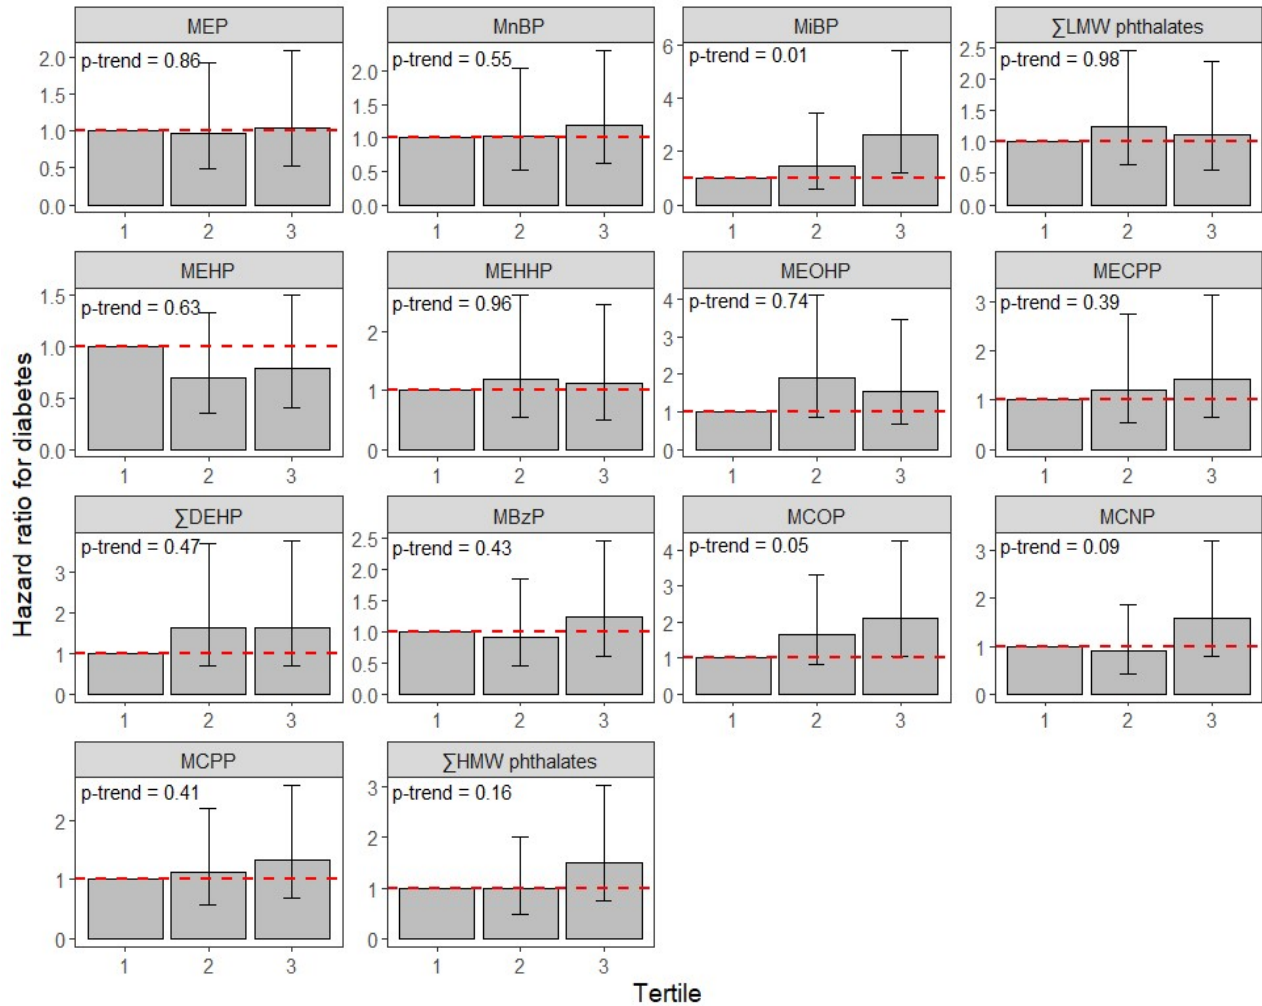 MEP MnBP MiBP ∑LMW phthalates
p-trend = 0.86 p-trend = 0.55 p-trend = 0.01 p-trend = 0.98
2.0 1.5 1.0 0.5 0.0
2.0 1.5 1.0 0.5 0.0
6 4 2 0
2.5 2.0 1.5 1.0 0.5 0.0
1 2 3 1 2 3 1 2 3 1 2 3
MEHP MEHHP MEOHP MECPP
p-trend = 0.63 p-trend = 0.96 p-trend = 0.74 p-trend = 0.39
1.5 1.0 0.5 0.0
2 1 0
4 3 2 1 0
3 2 1 0
1 2 3 1 2 3 1 2 3 1 2 3
Hazard ratio for diabetes
∑DEHP MBzP MCOP MCNP
p-trend = 0.47 p-trend = 0.43 p-trend = 0.05 p-trend = 0.09
3 2 1 0
2.5 2.0 1.5 1.0 0.5 0.0
4 3 2 1 0
3 2 1 0
1 2 3 1 2 3 1 2 3 1 2 3
MCPP ∑HMW phthalates
p-trend = 0.41 p-trend = 0.16
2 1 0
3 2 1 0
1 2 3 1 2 3
Tertile